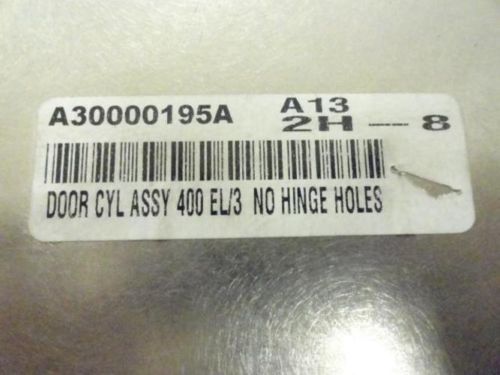 A30000195A A13
2H - 8
DOOR CYL ASSY 400 EL/3 NO HINGE HOLES